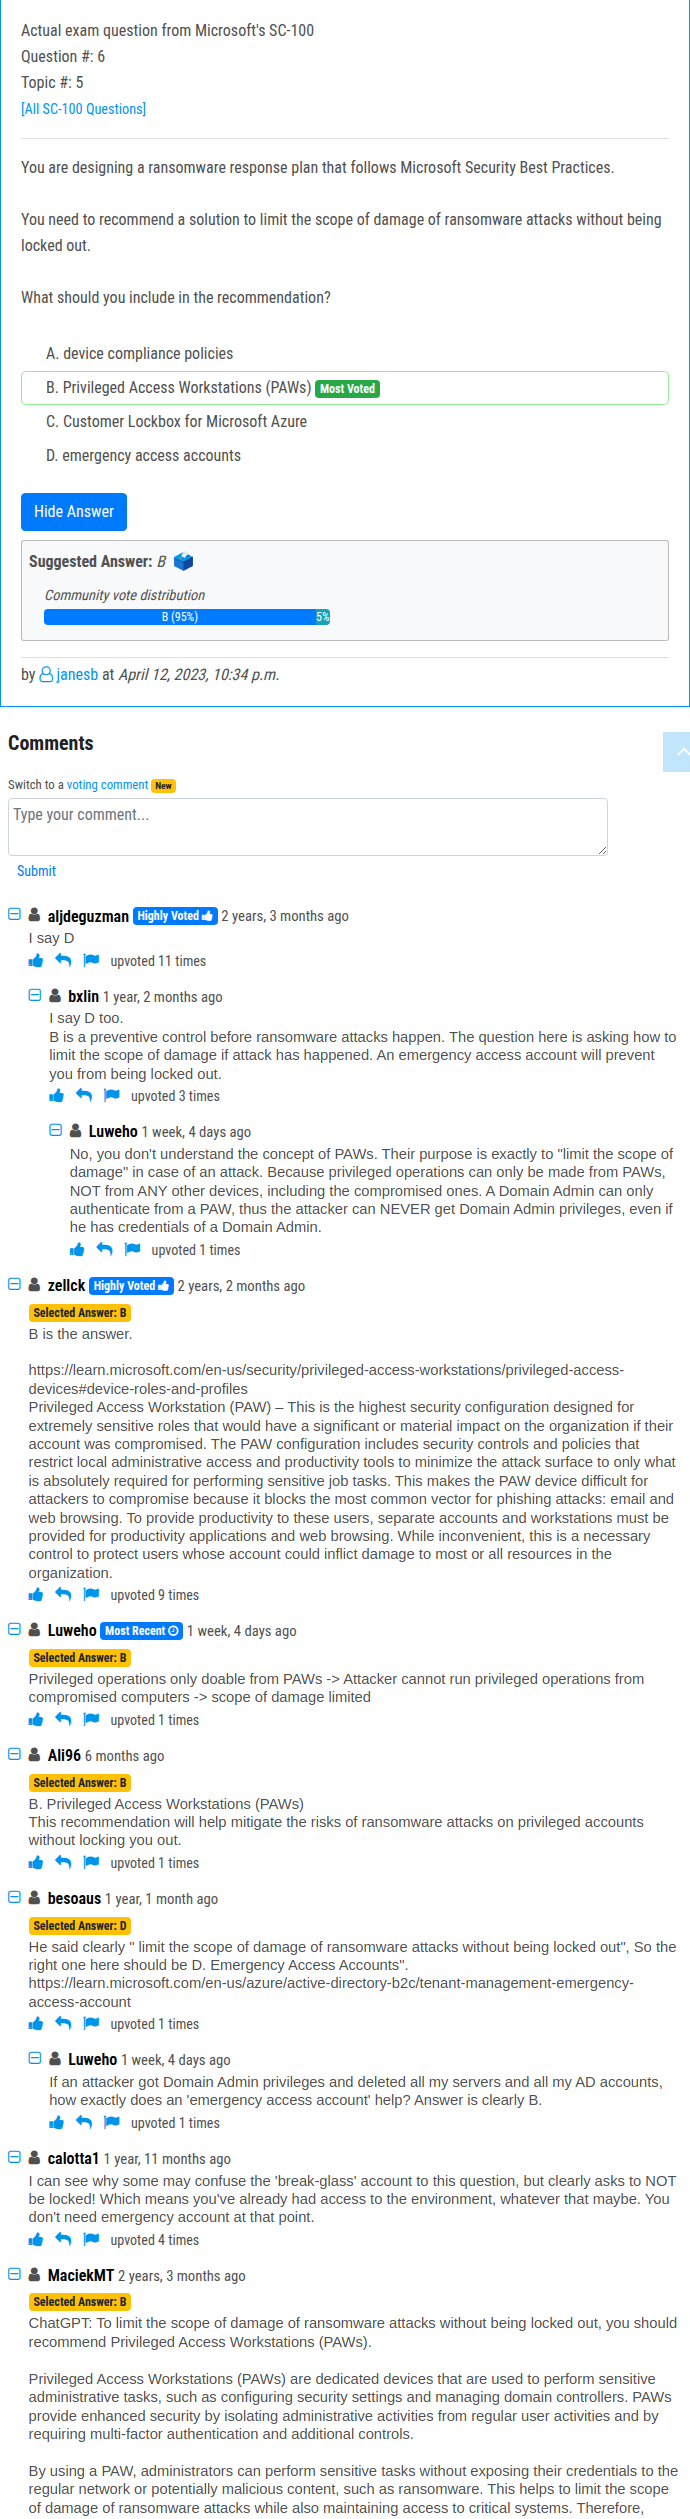 Actual exam question from Microsoft's SC-100
Question #: 6
Topic #: 5
[All SC-100 Questions]
You are designing a ransomware response plan that follows Microsoft Security Best Practices.
You need to recommend a solution to limit the scope of damage of ransomware attacks without being
locked out.
What should you include in the recommendation?
A. device compliance policies
B. Privileged Access Workstations (PAWs) Most Voted
C. Customer Lockbox for Microsoft Azure
D. emergency access accounts
Hide Answer
Suggested Answer: B
Community vote distribution
B (95%) 5%
by janesb at April 12, 2023, 10:34 p.m.
Comments
Switch to a voting comment New
Type your comment...
Submit
aljdeguzman Highly Voted 2 years, 3 months ago
I say D
upvoted 11 times
bxlin 1 year, 2 months ago
I say D too.
B is a preventive control before ransomware attacks happen. The question here is asking how to
limit the scope of damage if attack has happened. An emergency access account will prevent
you from being locked out.
upvoted 3 times
Luweho 1 week, 4 days ago
No, you don't understand the concept of PAWs. Their purpose is exactly to "limit the scope of
damage" in case of an attack. Because privileged operations can only be made from PAWs,
NOT from ANY other devices, including the compromised ones. A Domain Admin can only
authenticate from a PAW, thus the attacker can NEVER get Domain Admin privileges, even if
he has credentials of a Domain Admin.
upvoted 1 times
zellck Highly Voted 2 years, 2 months ago
Selected Answer: B
B is the answer.
https://learn.microsoft.com/en-us/security/privileged-access-workstations/privileged-access-
devices#device-roles-and-profiles
Privileged Access Workstation (PAW) – This is the highest security configuration designed for
extremely sensitive roles that would have a significant or material impact on the organization if their
account was compromised. The PAW configuration includes security controls and policies that
restrict local administrative access and productivity tools to minimize the attack surface to only what
is absolutely required for performing sensitive job tasks. This makes the PAW device difficult for
attackers to compromise because it blocks the most common vector for phishing attacks: email and
web browsing. To provide productivity to these users, separate accounts and workstations must be
provided for productivity applications and web browsing. While inconvenient, this is a necessary
control to protect users whose account could inflict damage to most or all resources in the
organization.
upvoted 9 times
Luweho Most Recent 1 week, 4 days ago
Selected Answer: B
Privileged operations only doable from PAWs -> Attacker cannot run privileged operations from
compromised computers -> scope of damage limited
upvoted 1 times
Ali96 6 months ago
Selected Answer: B
B. Privileged Access Workstations (PAWs)
This recommendation will help mitigate the risks of ransomware attacks on privileged accounts
without locking you out.
upvoted 1 times
besoaus 1 year, 1 month ago
Selected Answer: D
He said clearly " limit the scope of damage of ransomware attacks without being locked out", So the
right one here should be D. Emergency Access Accounts".
https://learn.microsoft.com/en-us/azure/active-directory-b2c/tenant-management-emergency-
access-account
upvoted 1 times
Luweho 1 week, 4 days ago
If an attacker got Domain Admin privileges and deleted all my servers and all my AD accounts,
how exactly does an 'emergency access account' help? Answer is clearly B.
upvoted 1 times
calotta1 1 year, 11 months ago
I can see why some may confuse the 'break-glass' account to this question, but clearly asks to NOT
be locked! Which means you've already had access to the environment, whatever that maybe. You
don't need emergency account at that point.
upvoted 4 times
MaciekMT 2 years, 3 months ago
Selected Answer: B
ChatGPT: To limit the scope of damage of ransomware attacks without being locked out, you should
recommend Privileged Access Workstations (PAWs).
Privileged Access Workstations (PAWs) are dedicated devices that are used to perform sensitive
administrative tasks, such as configuring security settings and managing domain controllers. PAWs
provide enhanced security by isolating administrative activities from regular user activities and by
requiring multi-factor authentication and additional controls.
By using a PAW, administrators can perform sensitive tasks without exposing their credentials to the
regular network or potentially malicious content, such as ransomware. This helps to limit the scope
of damage of ransomware attacks while also maintaining access to critical systems. Therefore,